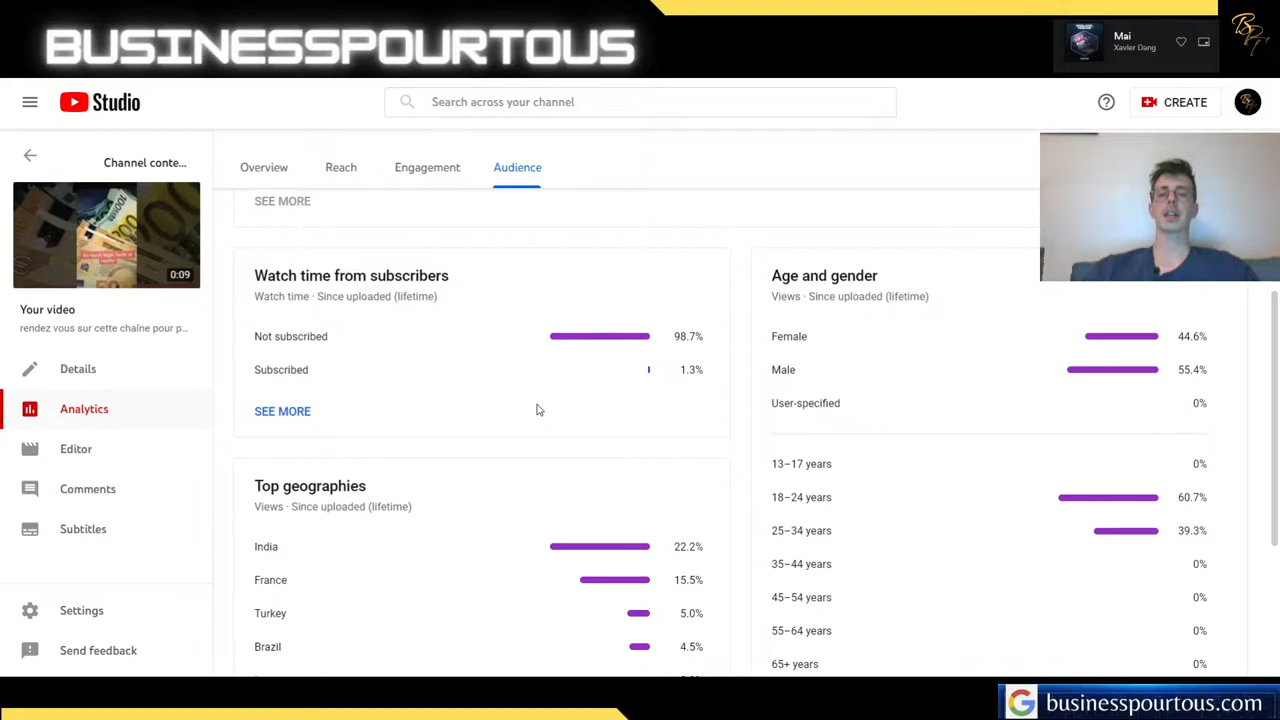 BUSINESSPOURTOUS
Mai
Xavier Dang
Studio
Search across your channel
CREATE
Channel conte...
0:09
Your video
rendez vous sur cette chaîne pour p...
Details
Analytics
Editor
Comments
Subtitles
Settings
Send feedback
Overview
Reach
Engagement
Audience
SEE MORE
Watch time from subscribers
Watch time · Since uploaded (lifetime)
Not subscribed 98.7%
Subscribed 1.3%
SEE MORE
Top geographies
Views · Since uploaded (lifetime)
India 22.2%
France 15.5%
Turkey 5.0%
Brazil 4.5%
Age and gender
Views · Since uploaded (lifetime)
Female 44.6%
Male 55.4%
User-specified 0%
13–17 years 0%
18–24 years 60.7%
25–34 years 39.3%
35–44 years 0%
45–54 years 0%
55–64 years 0%
65+ years 0%
businesspourtous.com